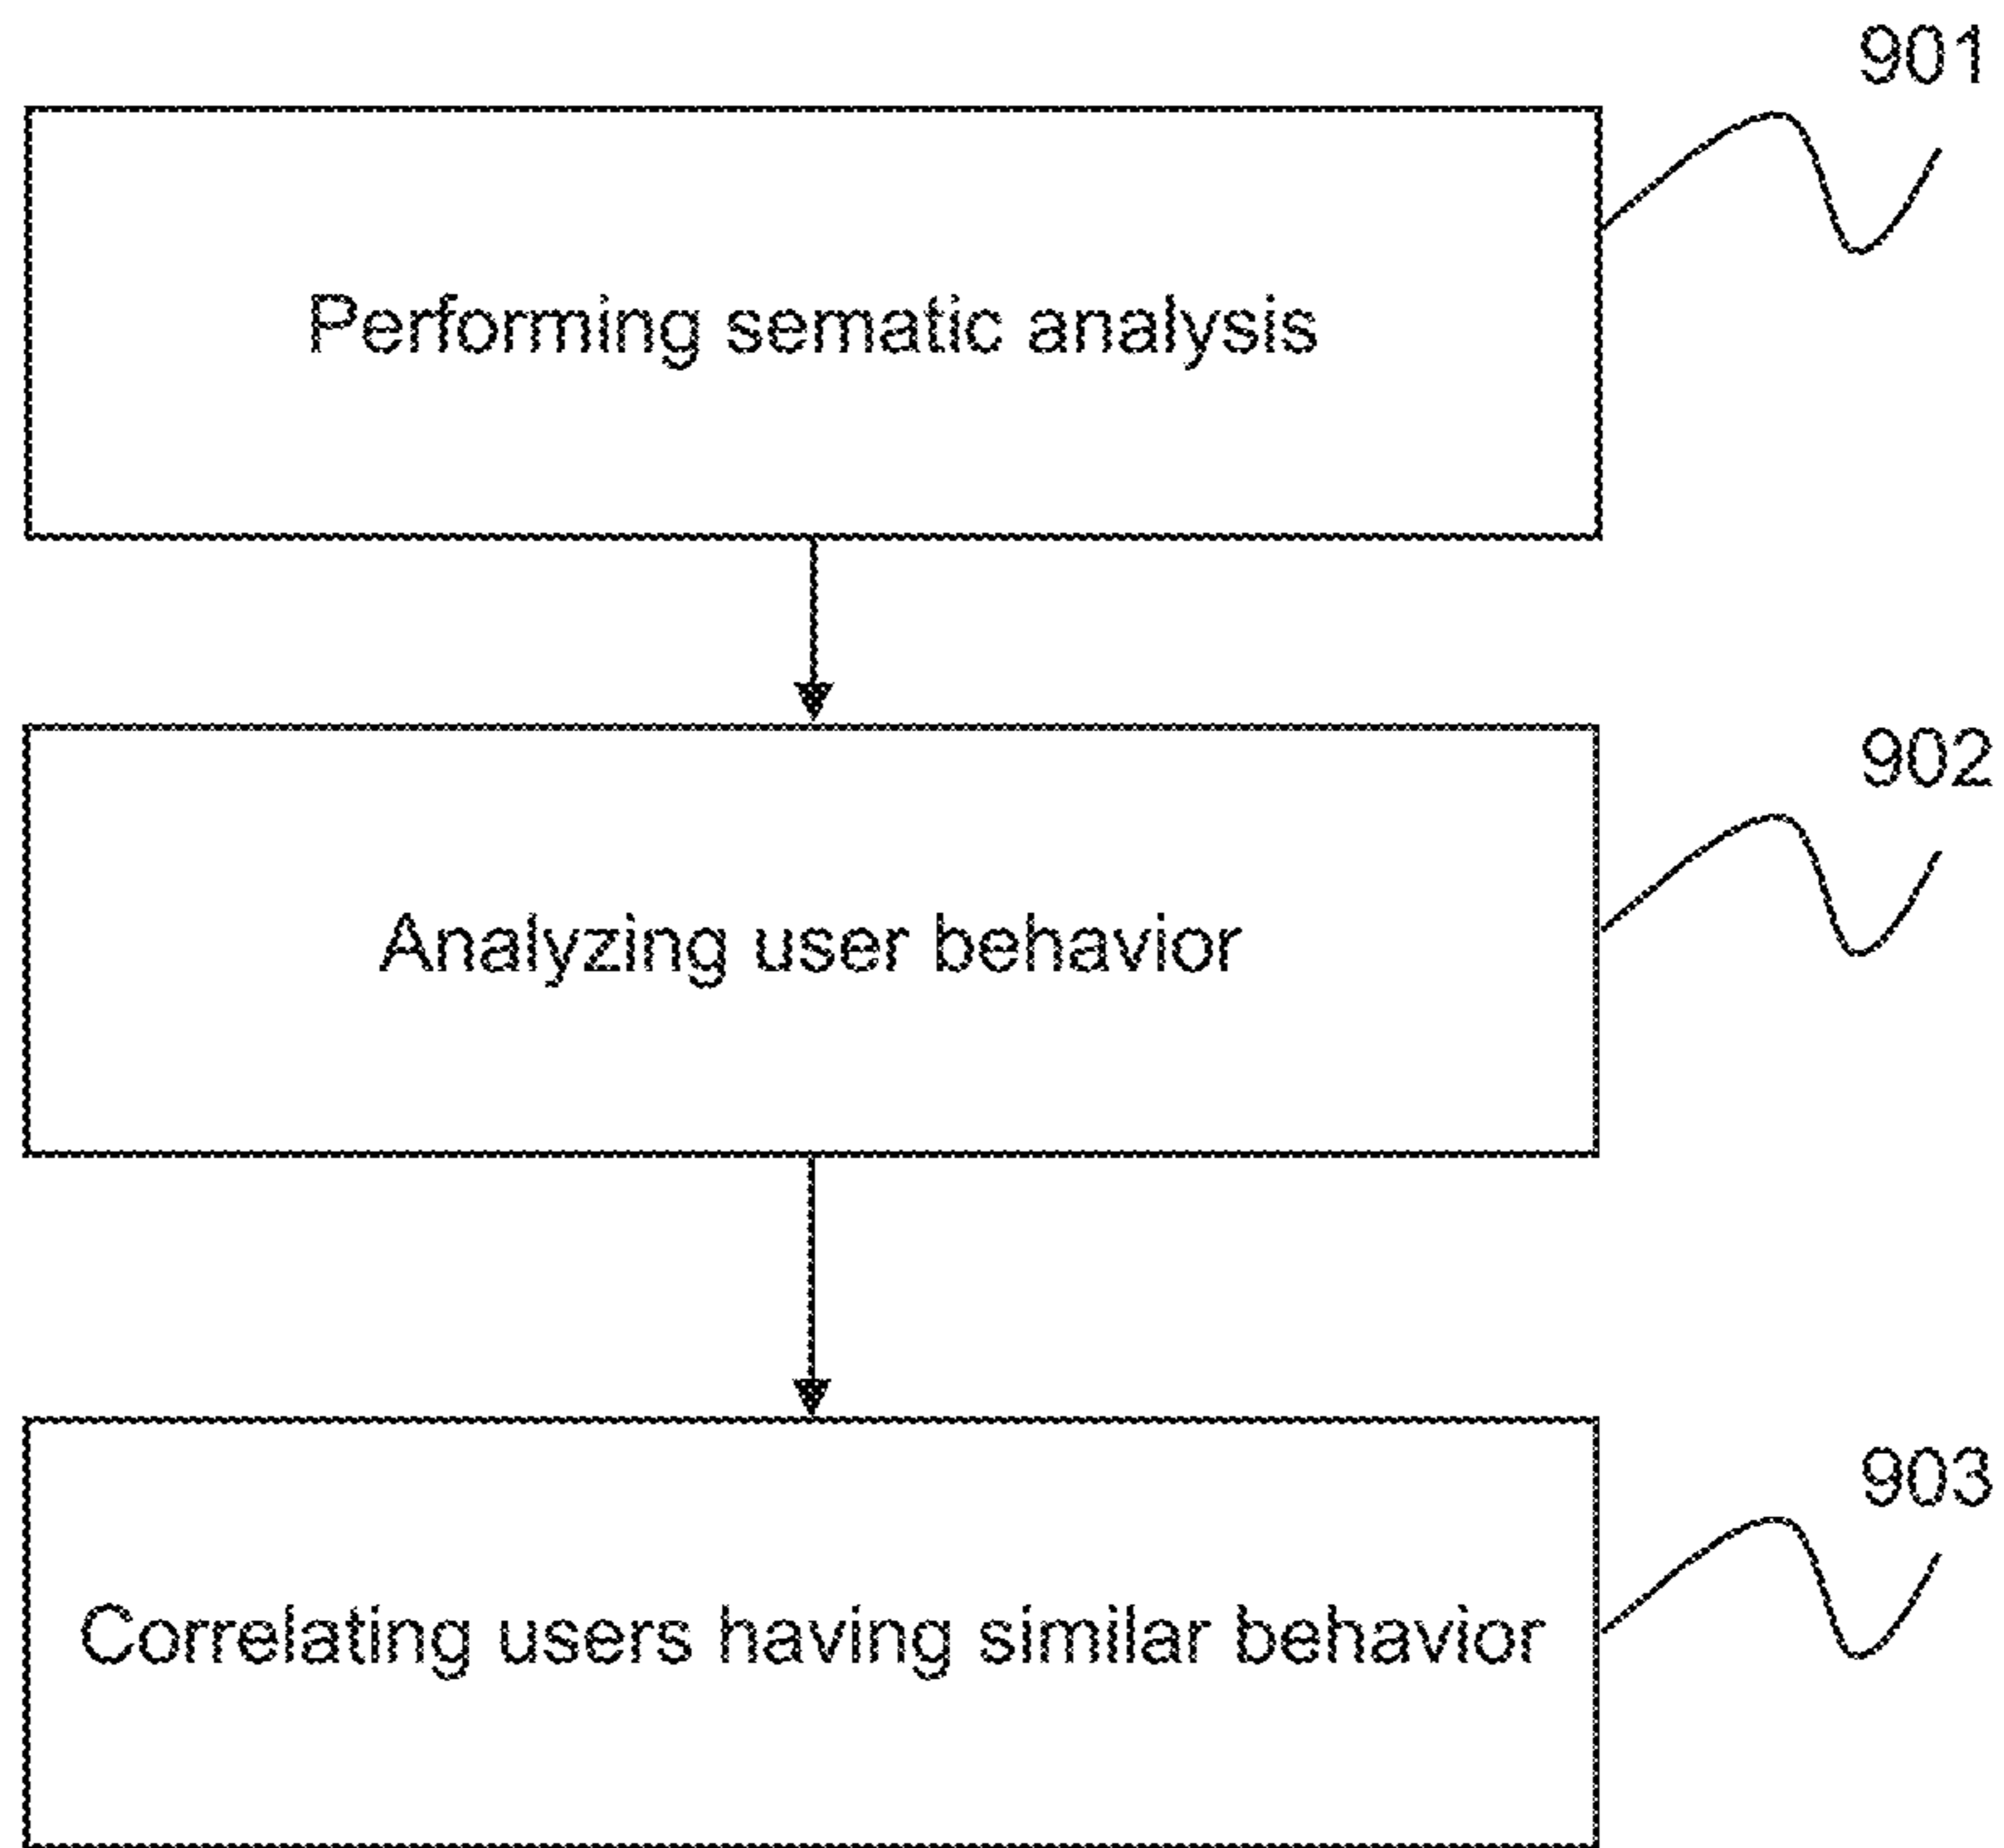 901
Performing sematic analysis
902
Analyzing user behavior
903
Correlating users having similar behavior